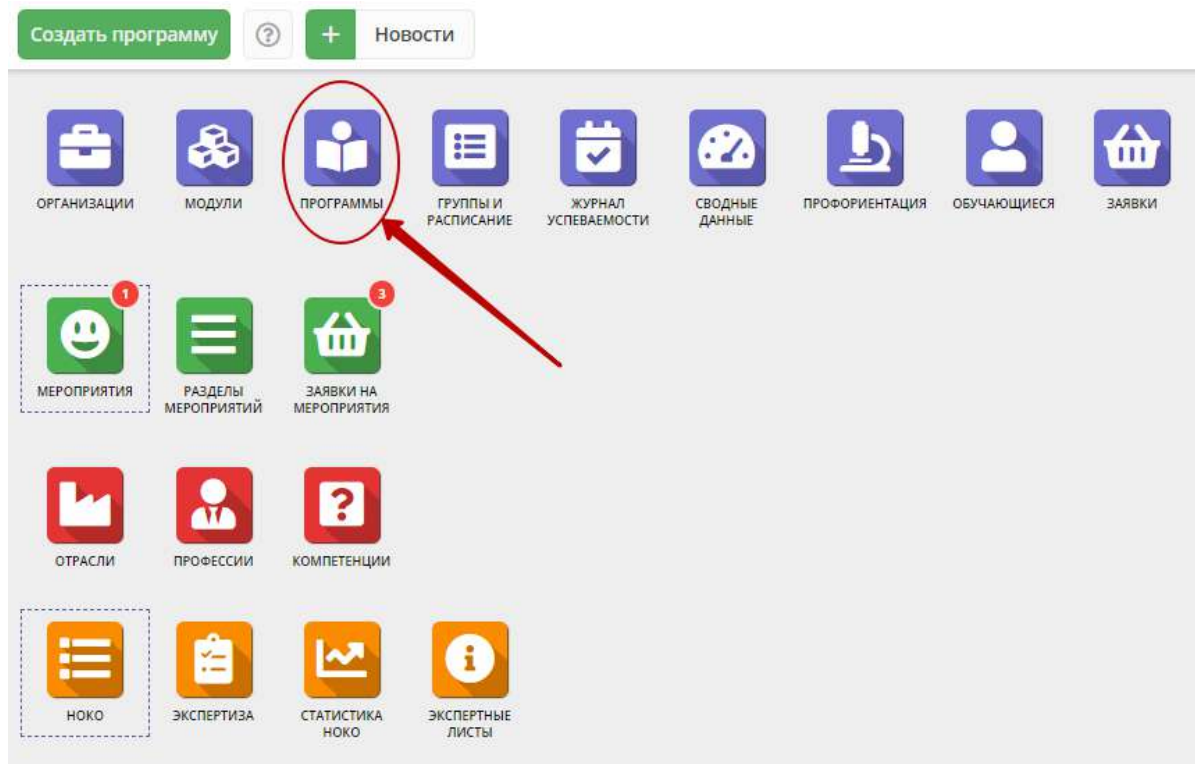 Создать программу
+ Новости
ОРГАНИЗАЦИИ
МОДУЛИ
ПРОГРАММЫ
ГРУППЫ И
РАСПИСАНИЕ
ЖУРНАЛ
УСПЕВАЕМОСТИ
СВОДНЫЕ
ДАННЫЕ
ПРОФОРИЕНТАЦИЯ
ОБУЧАЮЩИЕСЯ
ЗАЯВКИ
1
3
МЕРОПРИЯТИЯ
РАЗДЕЛЫ
МЕРОПРИЯТИЙ
ЗАЯВКИ НА
МЕРОПРИЯТИЯ
ОТРАСЛИ
ПРОФЕССИИ
КОМПЕТЕНЦИИ
НОКО
ЭКСПЕРТИЗА
СТАТИСТИКА
НОКО
ЭКСПЕРТНЫЕ
ЛИСТЫ